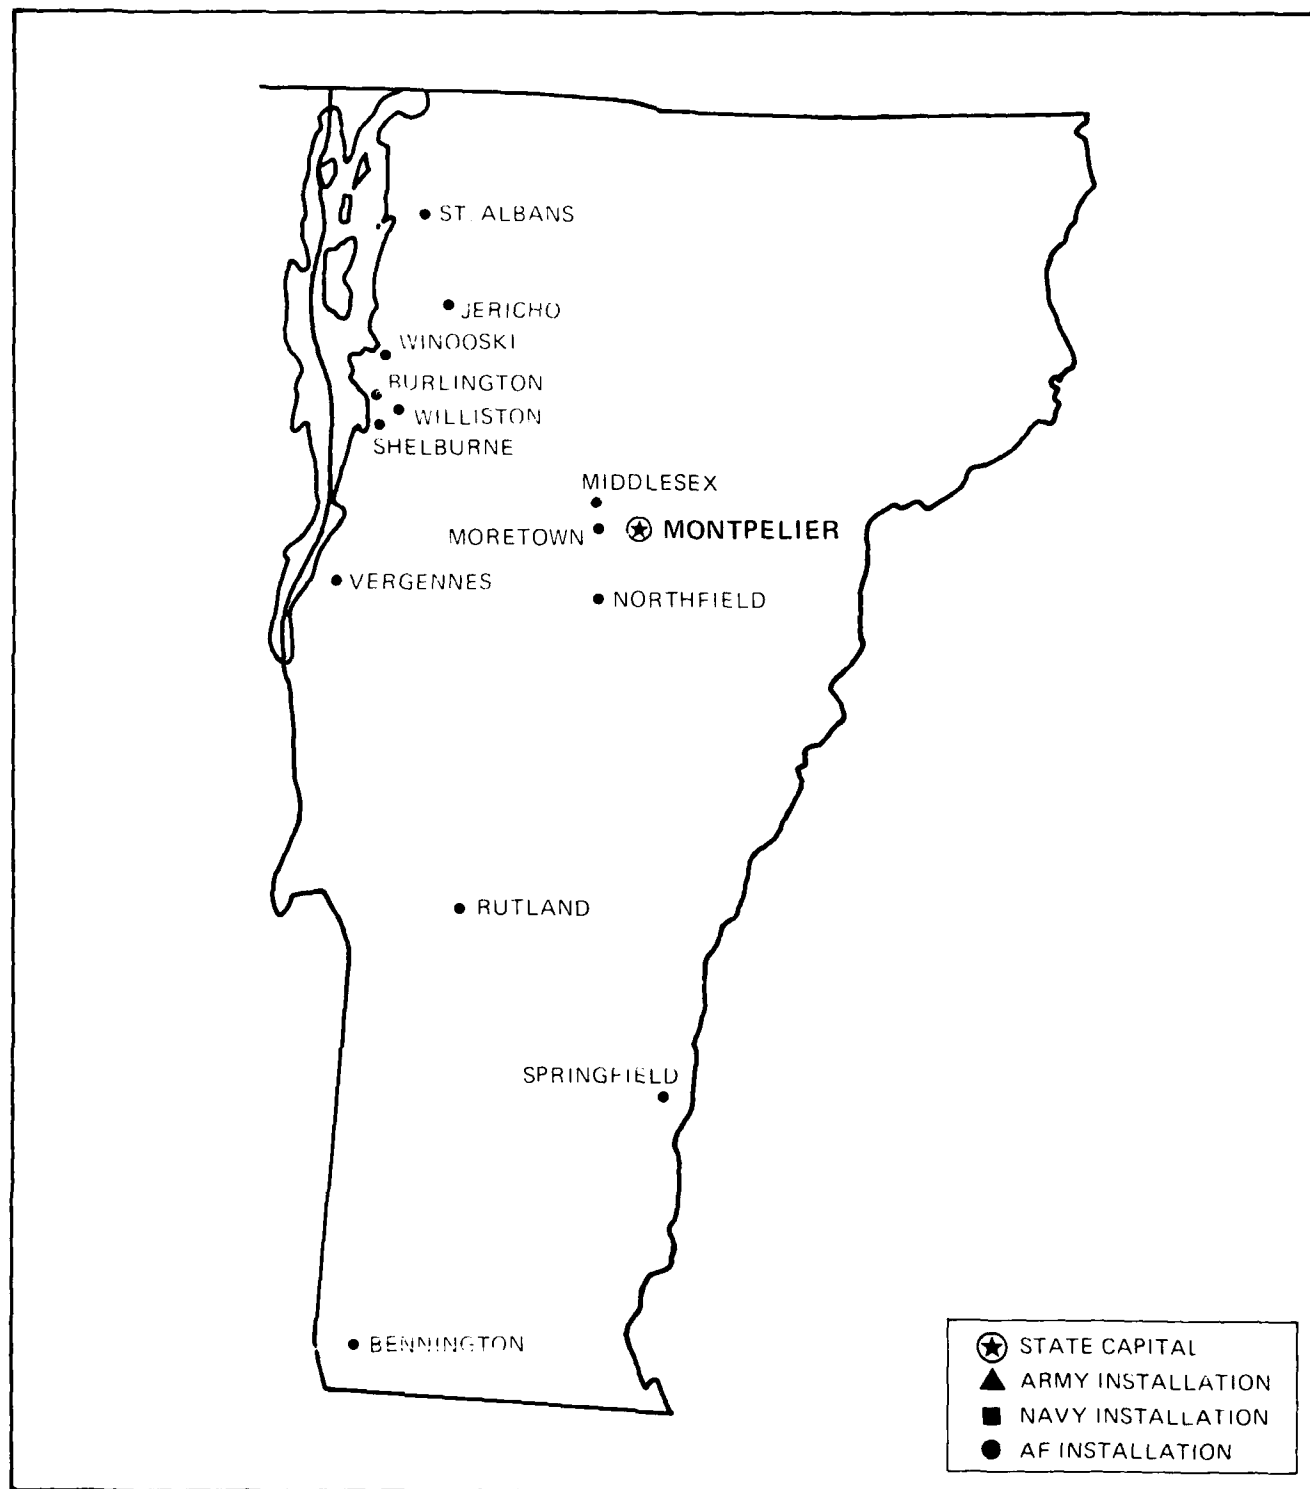 ST. ALBANS
JERICHO
WINOOSKI
BURLINGTON
WILLISTON
SHELBURNE
MIDDLESEX
MORETOWN
MONTPELIER
VERGENNES
NORTHFIELD
RUTLAND
SPRINGFIELD
BENNINGTON
STATE CAPITAL
ARMY INSTALLATION
NAVY INSTALLATION
AF INSTALLATION